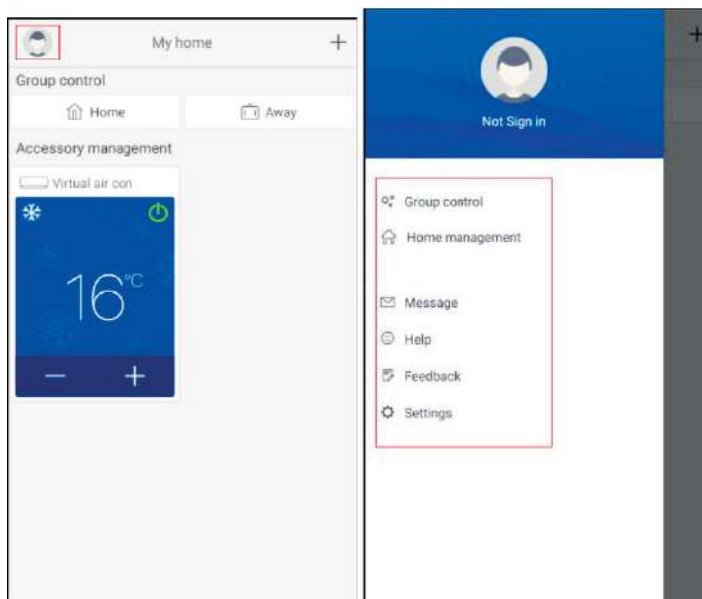 My home +
Group control
Home Away
Accessory management
Virtual air con
16°C
− +
Not Sign in
Group control
Home management
Message
Help
Feedback
Settings
+